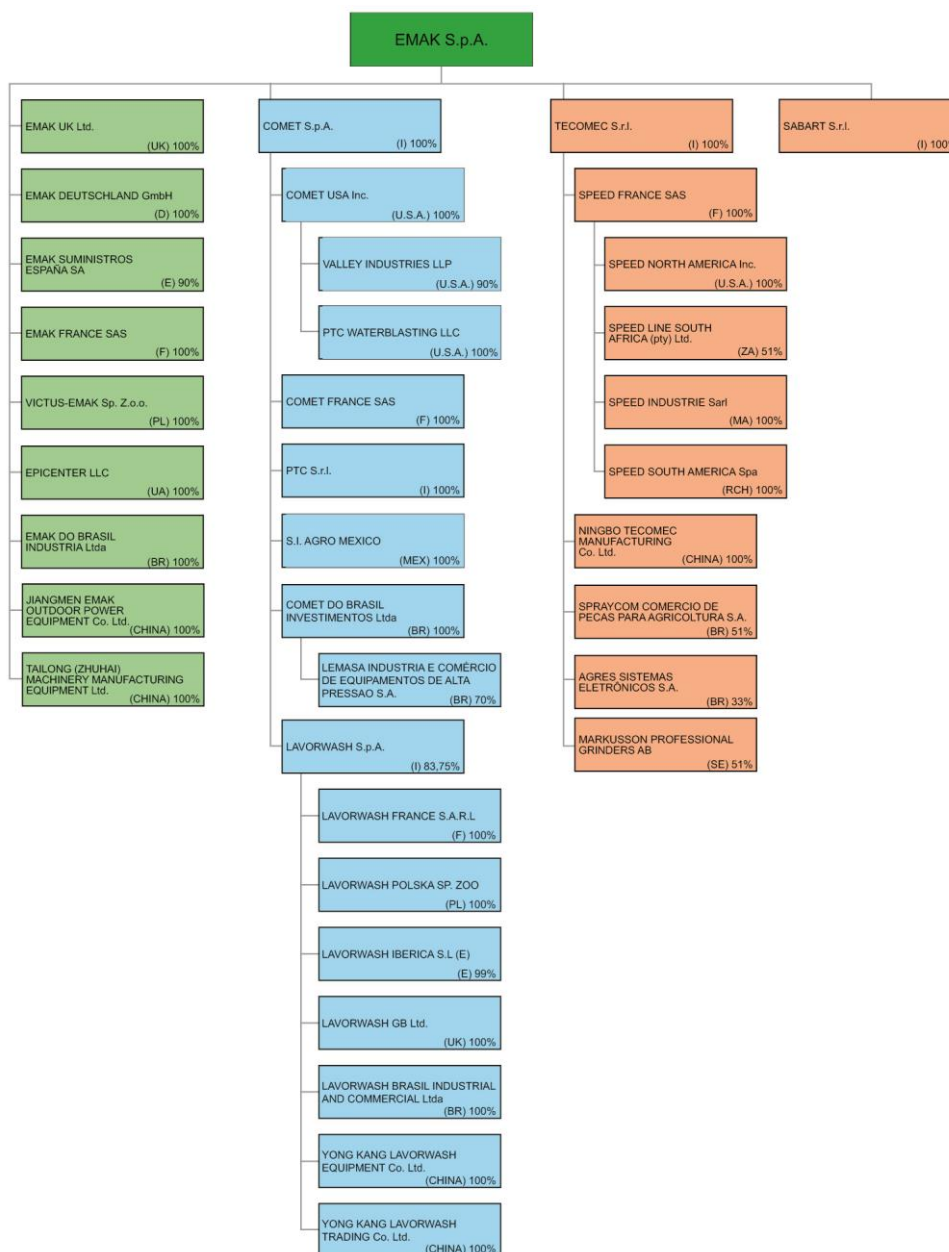 EMAK S.p.A.
EMAK UK Ltd.
(UK) 100%
EMAK DEUTSCHLAND GmbH
(D) 100%
EMAK SUMINISTROS
ESPAÑA SA
(E) 90%
EMAK FRANCE SAS
(F) 100%
VICTUS-EMAK Sp. Z.o.o.
(PL) 100%
EPICENTER LLC
(UA) 100%
EMAK DO BRASIL
INDUSTRIA Ltda
(BR) 100%
JIANGMEN EMAK
OUTDOOR POWER
EQUIPMENT Co. Ltd.
(CHINA) 100%
TAILONG (ZHUHAI)
MACHINERY MANUFACTURING
EQUIPMENT Ltd.
(CHINA) 100%
COMET S.p.A.
(I) 100%
COMET USA Inc.
(U.S.A.) 100%
VALLEY INDUSTRIES LLP
(U.S.A.) 90%
PTC WATERBLASTING LLC
(U.S.A.) 100%
COMET FRANCE SAS
(F) 100%
PTC S.r.l.
(I) 100%
S.I. AGRO MEXICO
(MEX) 100%
COMET DO BRASIL
INVESTIMENTOS Ltda
(BR) 100%
LEMASA INDUSTRIA E COMÉRCIO
DE EQUIPAMENTOS DE ALTA
PRESSAO S.A.
(BR) 70%
LAVORWASH S.p.A.
(I) 83,75%
LAVORWASH FRANCE S.A.R.L
(F) 100%
LAVORWASH POLSKA SP. ZOO
(PL) 100%
LAVORWASH IBERICA S.L (E)
(E) 99%
LAVORWASH GB Ltd.
(UK) 100%
LAVORWASH BRASIL INDUSTRIAL
AND COMMERCIAL Ltda
(BR) 100%
YONG KANG LAVORWASH
EQUIPMENT Co. Ltd.
(CHINA) 100%
YONG KANG LAVORWASH
TRADING Co. Ltd.
(CHINA) 100%
TECOMEC S.r.l.
(I) 100%
SPEED FRANCE SAS
(F) 100%
SPEED NORTH AMERICA Inc.
(U.S.A.) 100%
SPEED LINE SOUTH
AFRICA (pty) Ltd.
(ZA) 51%
SPEED INDUSTRIE Sarl
(MA) 100%
SPEED SOUTH AMERICA Spa
(RCH) 100%
NINGBO TECOMEC
MANUFACTURING
Co. Ltd.
(CHINA) 100%
SPRAYCOM COMERCIO DE
PECAS PARA AGRICOLTURA S.A.
(BR) 51%
AGRES SISTEMAS
ELETRÓNICOS S.A.
(BR) 33%
MARKUSSON PROFESSIONAL
GRINDERS AB
(SE) 51%
SABART S.r.l.
(I) 100%